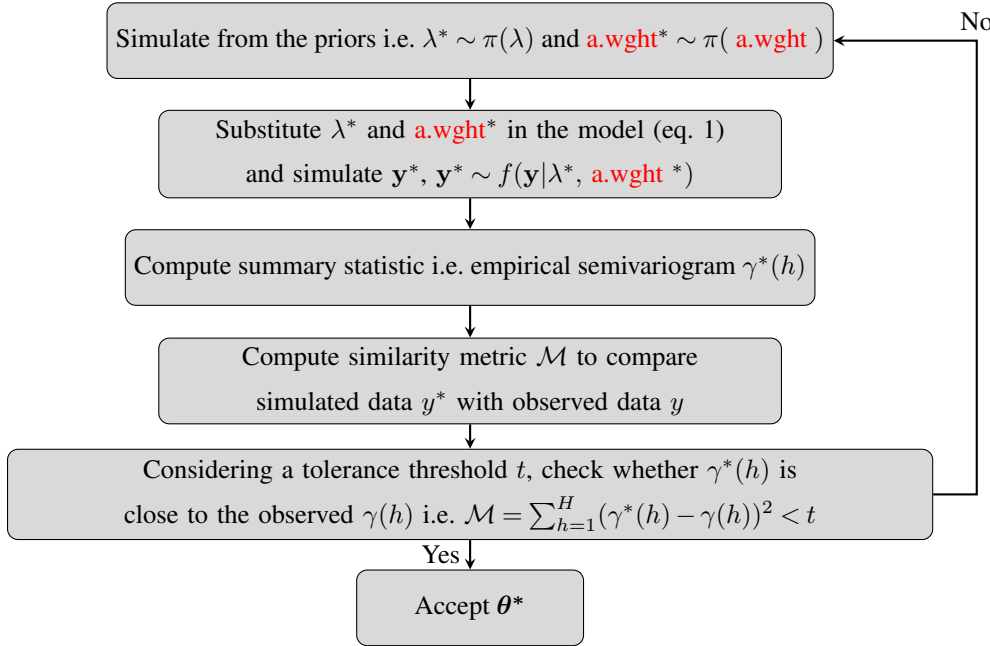 No
Simulate from the priors i.e. λ* ∼ π(λ) and a.wght* ∼ π( a.wght )
Substitute λ* and a.wght* in the model (eq. 1)
and simulate y*, y* ∼ f(y|λ*, a.wght *)
Compute summary statistic i.e. empirical semivariogram γ*(h)
Compute similarity metric ℳ to compare
simulated data y* with observed data y
Considering a tolerance threshold t, check whether γ*(h) is
close to the observed γ(h) i.e. ℳ = ∑_{h=1}^{H}(γ*(h) − γ(h))² < t
Yes
Accept θ*